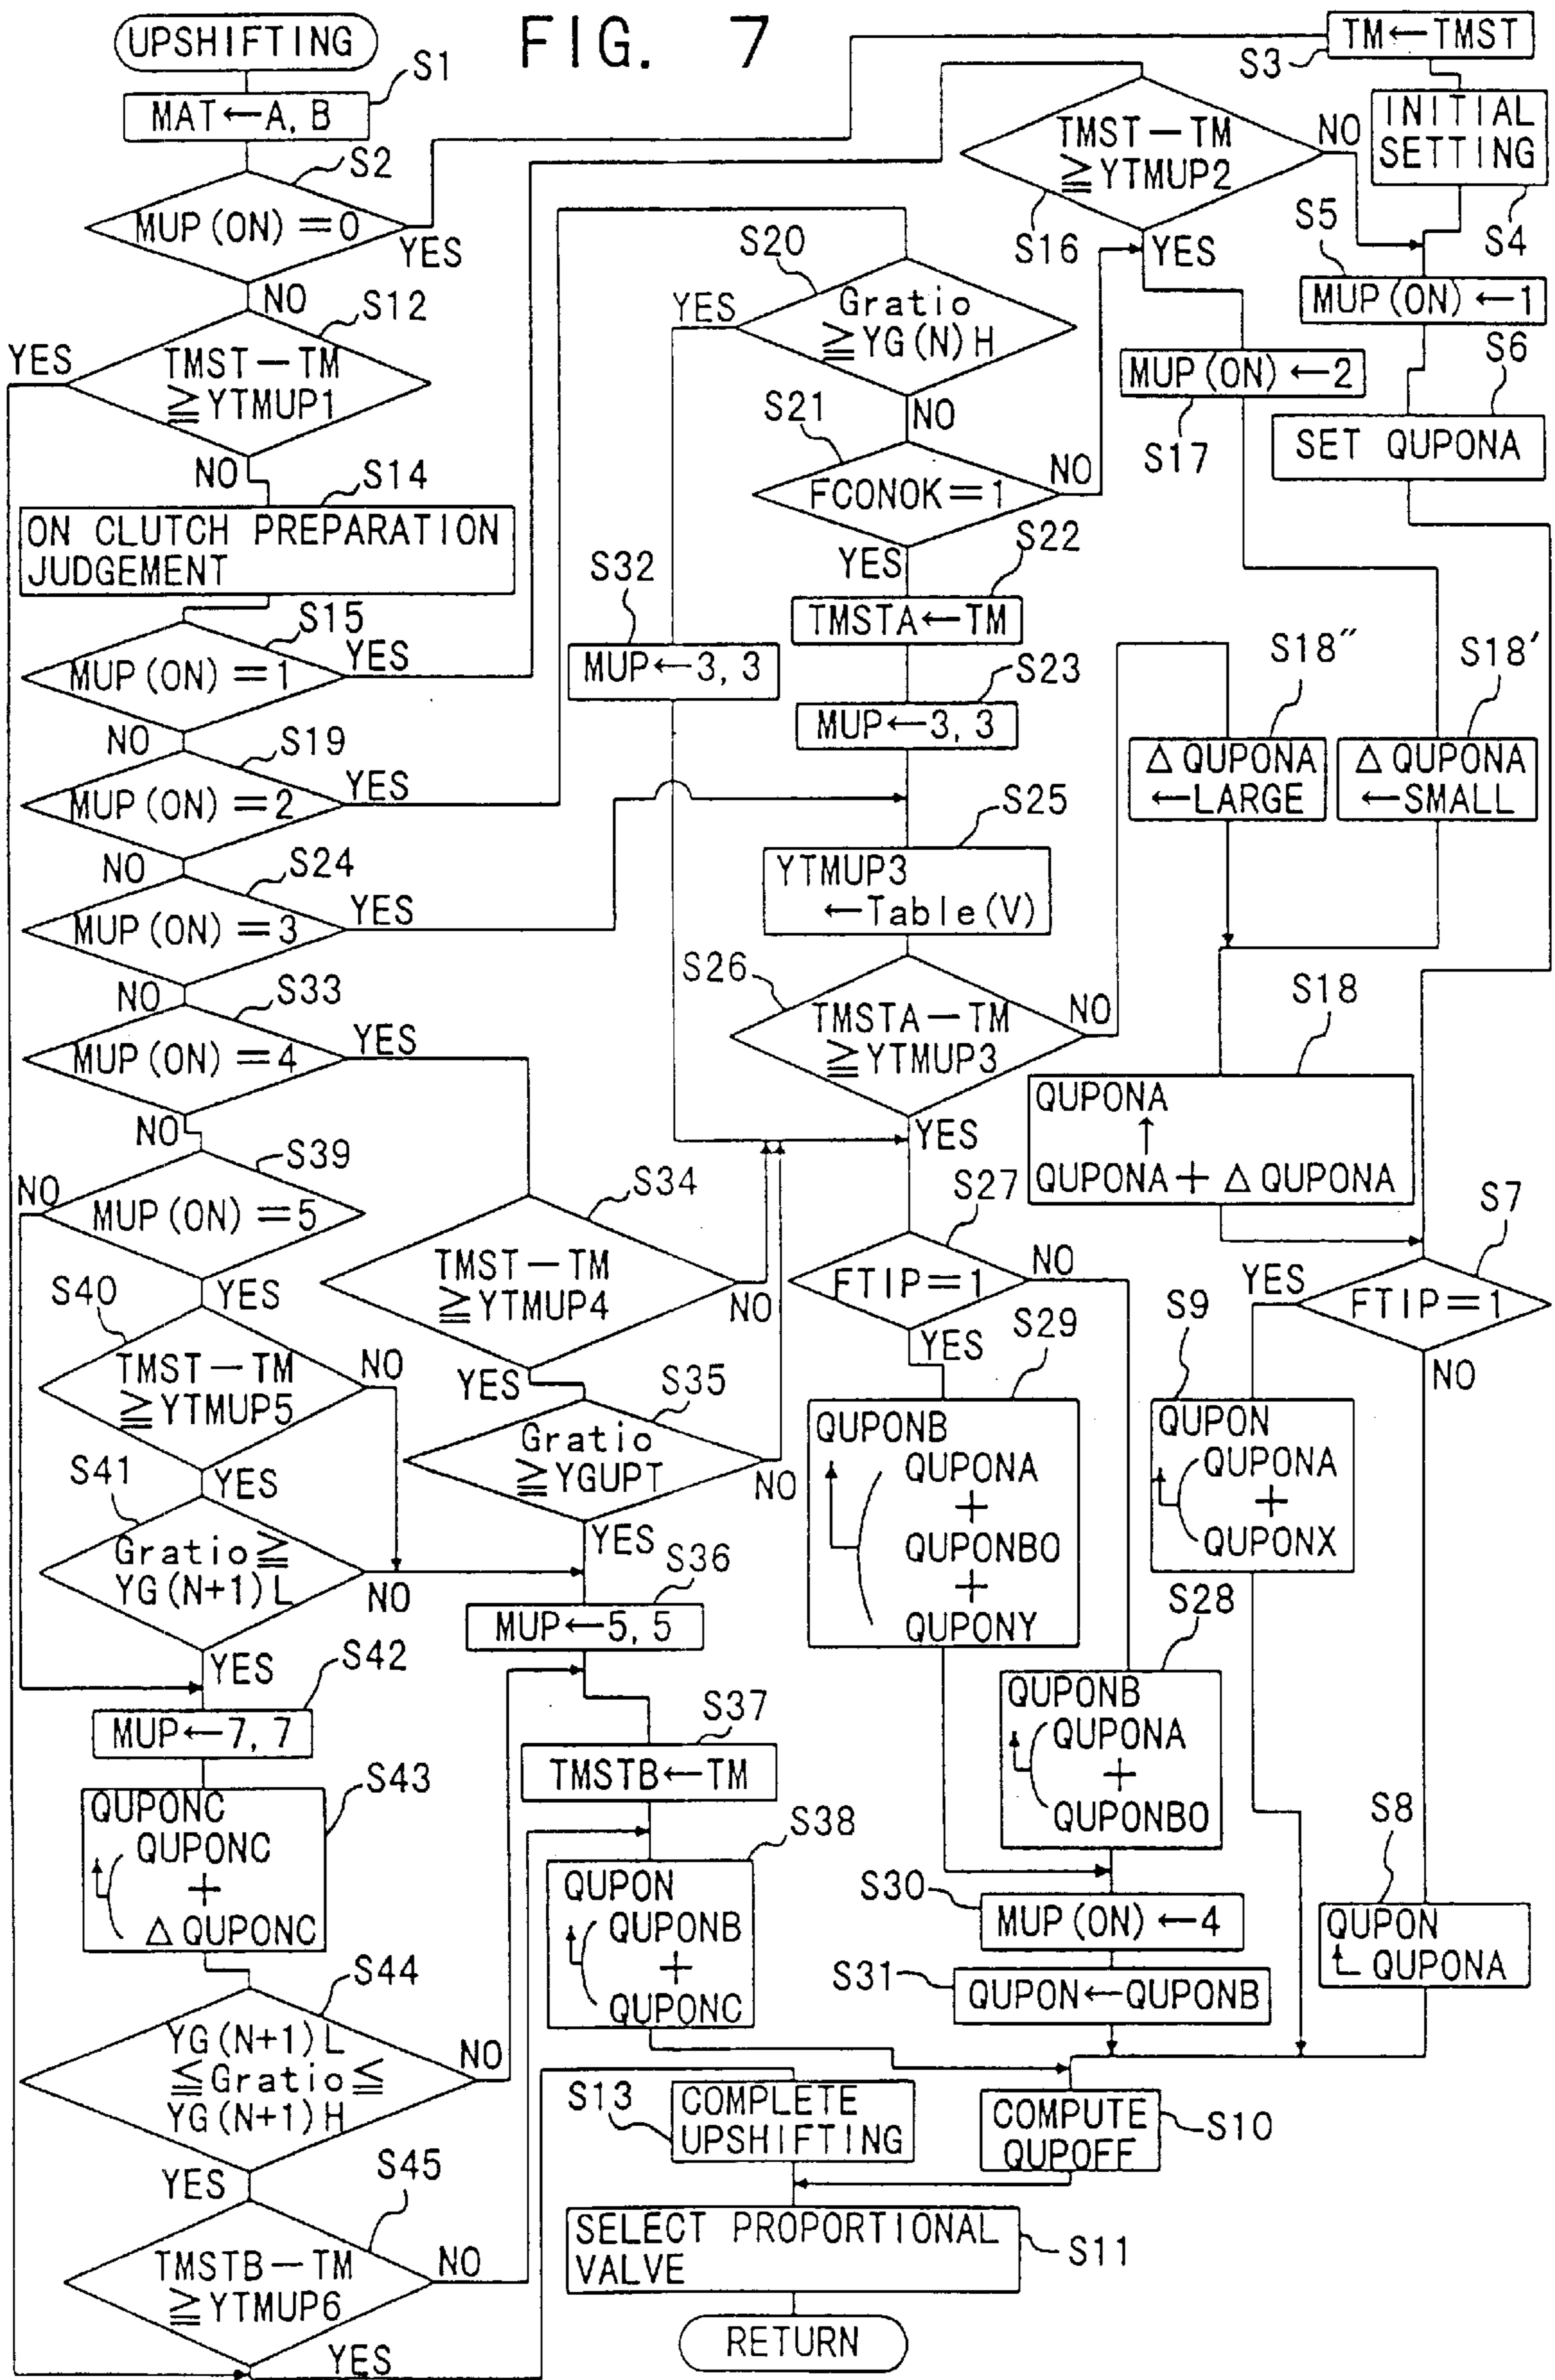 FIG. 7
UPSHIFTING
S1
MAT←A, B
S2
MUP(ON)=0
YES
NO
S12
YES
TMST-TM
≧YTMUP1
NO
S14
ON CLUTCH PREPARATION
JUDGEMENT
S15
MUP(ON)=1
YES
NO
S19
MUP(ON)=2
YES
NO
S24
MUP(ON)=3
YES
NO
S33
MUP(ON)=4
YES
NO
S39
NO
MUP(ON)=5
YES
S40
TMST-TM
≧YTMUP5
NO
YES
S41
Gratio≧
YG(N+1)L
NO
YES
S42
MUP←7, 7
S43
QUPONC
QUPONC
+
△QUPONC
S44
YG(N+1)L
≦Gratio≦
YG(N+1)H
NO
YES
S45
TMSTB-TM
≧YTMUP6
NO
YES
S34
TMST-TM
≧YTMUP4
NO
YES
S35
Gratio
≧YGUPT
NO
YES
S36
MUP←5, 5
S37
TMSTB←TM
S38
QUPON
QUPONB
+
QUPONC
S20
YES
Gratio
≧YG(N)H
NO
S21
FCONOK=1
NO
YES
S22
TMSTA←TM
S32
MUP←3, 3
S23
MUP←3, 3
S25
YTMUP3
←Table(V)
S26
TMSTA-TM
≧YTMUP3
NO
YES
S27
FTIP=1
NO
YES
S29
QUPONB
QUPONA
+
QUPONBO
+
QUPONY
S28
QUPONB
QUPONA
+
QUPONBO
S30
MUP(ON)←4
S31
QUPON←QUPONB
S3
TM←TMST
S4
INITIAL
SETTING
TMST-TM
≧YTMUP2
NO
S16
YES
S5
MUP(ON)←1
S6
SET QUPONA
MUP(ON)←2
S17
S18″
△QUPONA
←LARGE
S18′
△QUPONA
←SMALL
S18
QUPONA
↑
QUPONA+△QUPONA
S7
YES
FTIP=1
NO
S9
QUPON
QUPONA
+
QUPONX
S8
QUPON
QUPONA
S13
COMPLETE
UPSHIFTING
COMPUTE
QUPOFF
S10
SELECT PROPORTIONAL
VALVE
S11
RETURN